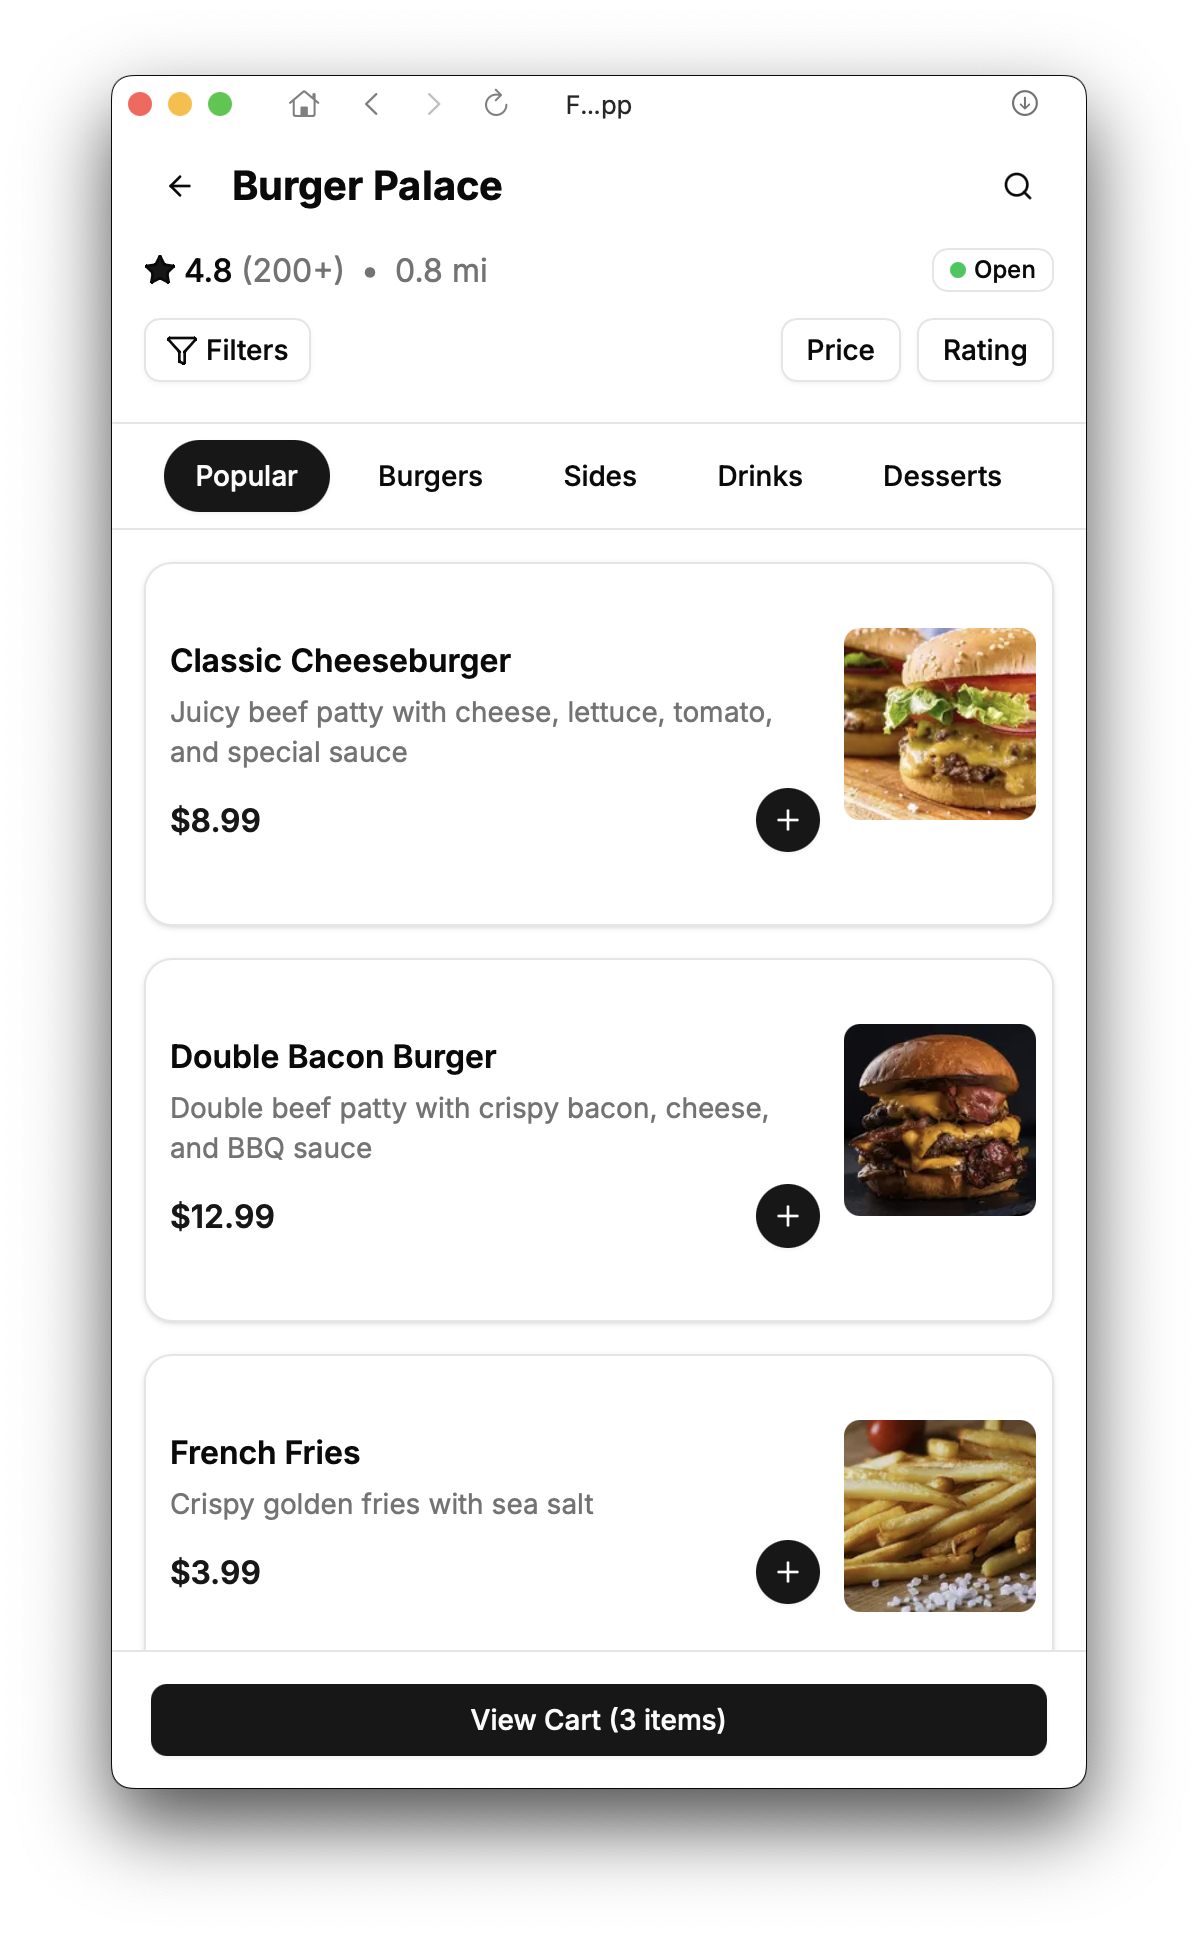 F...pp
Burger Palace
4.8 (200+) • 0.8 mi
Open
Filters
Price
Rating
Popular
Burgers
Sides
Drinks
Desserts
Classic Cheeseburger
Juicy beef patty with cheese, lettuce, tomato,
and special sauce
$8.99
Double Bacon Burger
Double beef patty with crispy bacon, cheese,
and BBQ sauce
$12.99
French Fries
Crispy golden fries with sea salt
$3.99
View Cart (3 items)